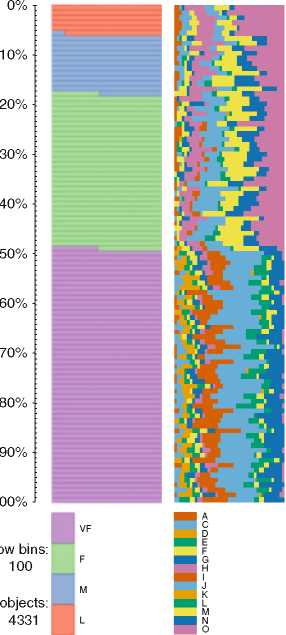 0%
10%
20%
30%
40%
50%
60%
70%
80%
90%
00%
ow bins:
100
objects:
4331
VF
F
M
L
A
C
D
E
F
G
H
I
J
K
L
M
N
O